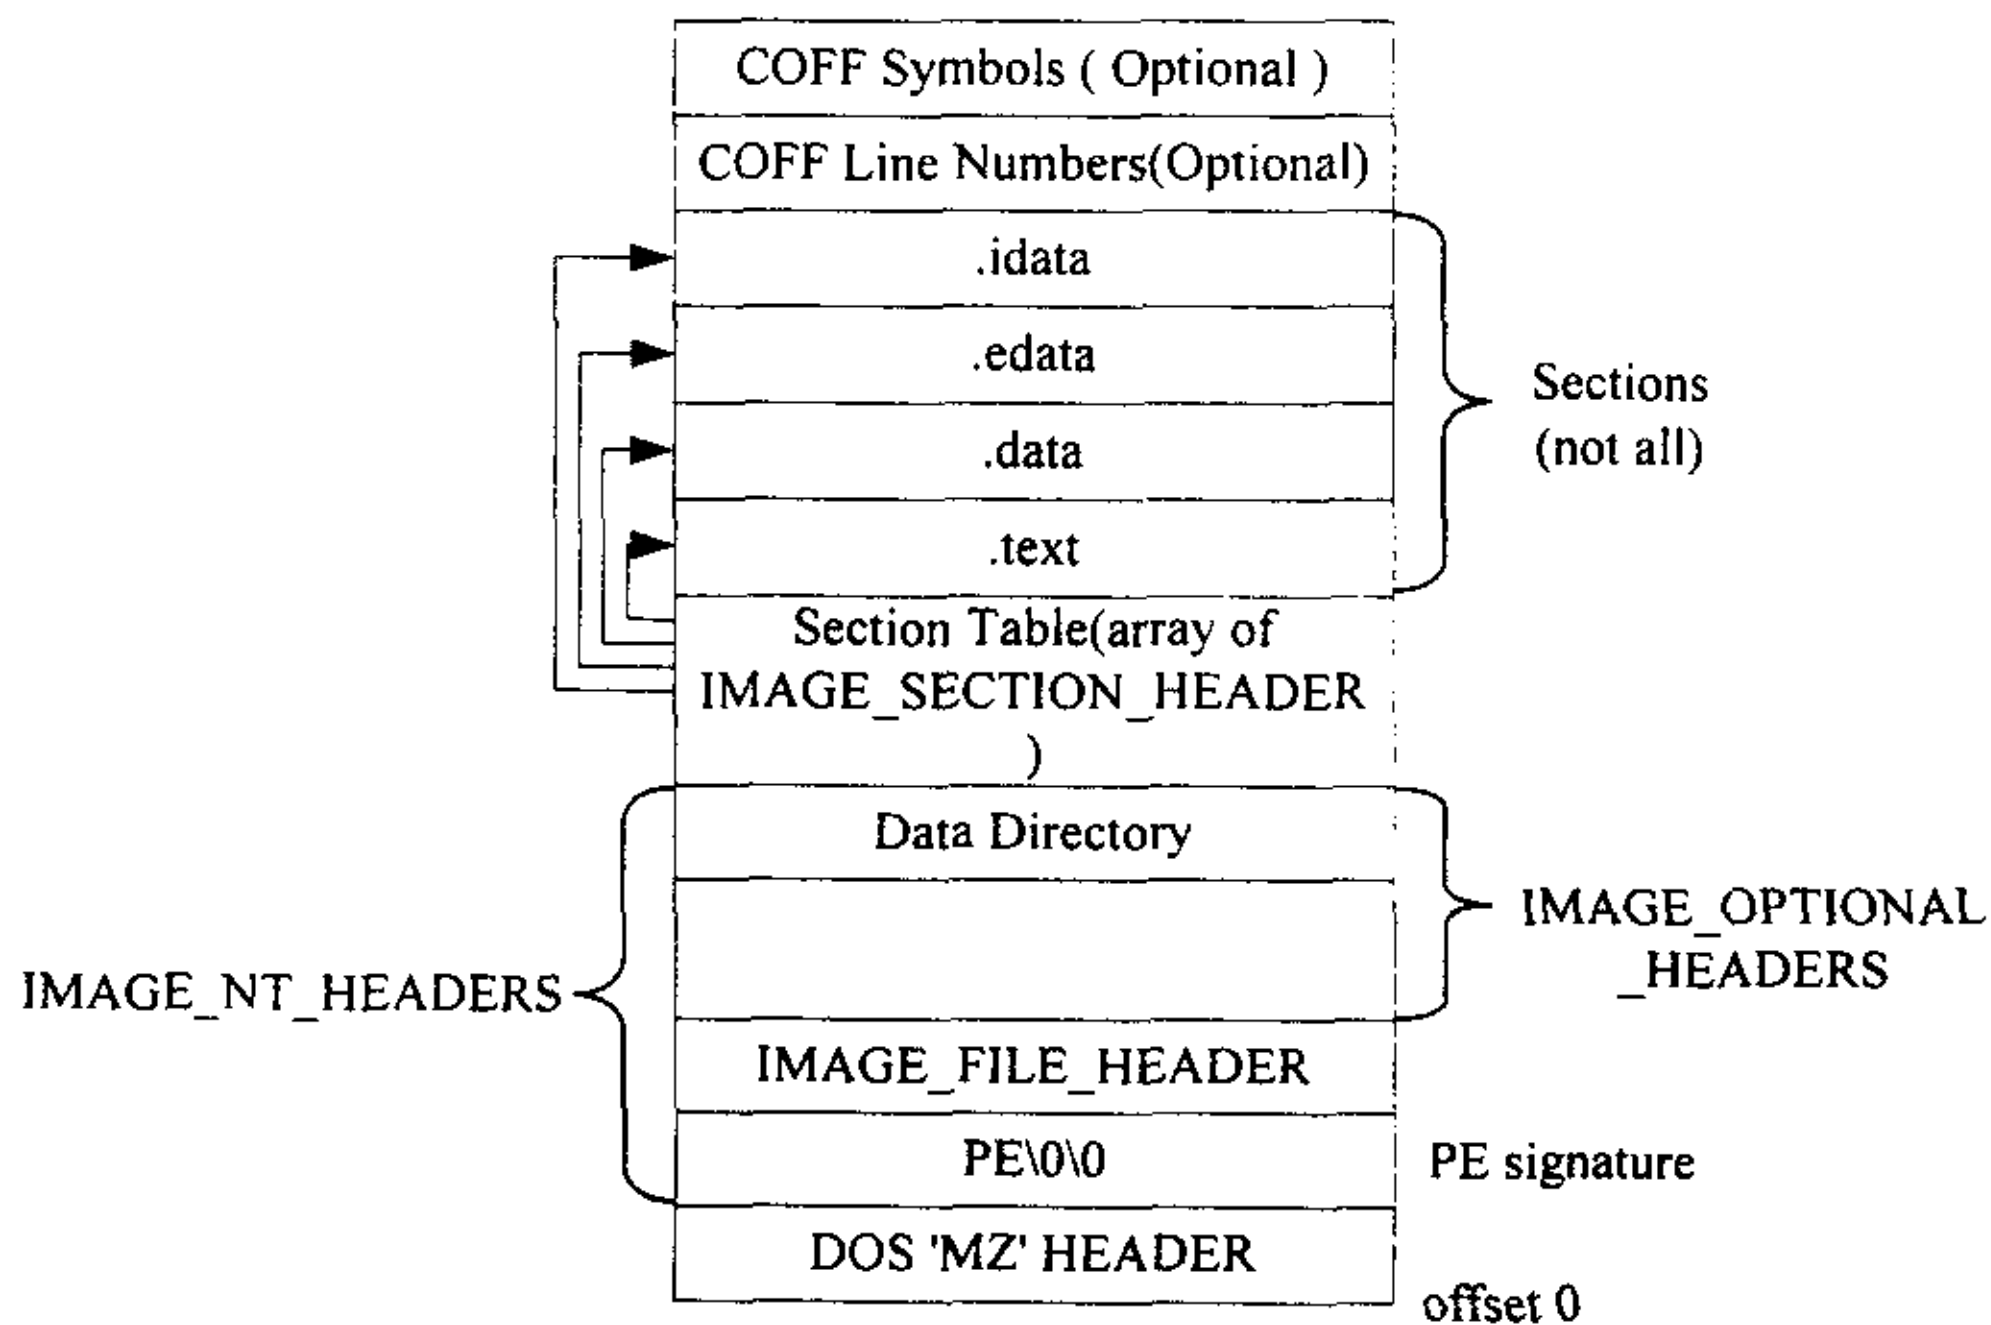 COFF Symbols ( Optional )
COFF Line Numbers(Optional)
.idata
.edata
.data
.text
Sections
(not all)
Section Table(array of
IMAGE_SECTION_HEADER
)
Data Directory
IMAGE_OPTIONAL
_HEADERS
IMAGE_NT_HEADERS
IMAGE_FILE_HEADER
PE\0\0
PE signature
DOS 'MZ' HEADER
offset 0